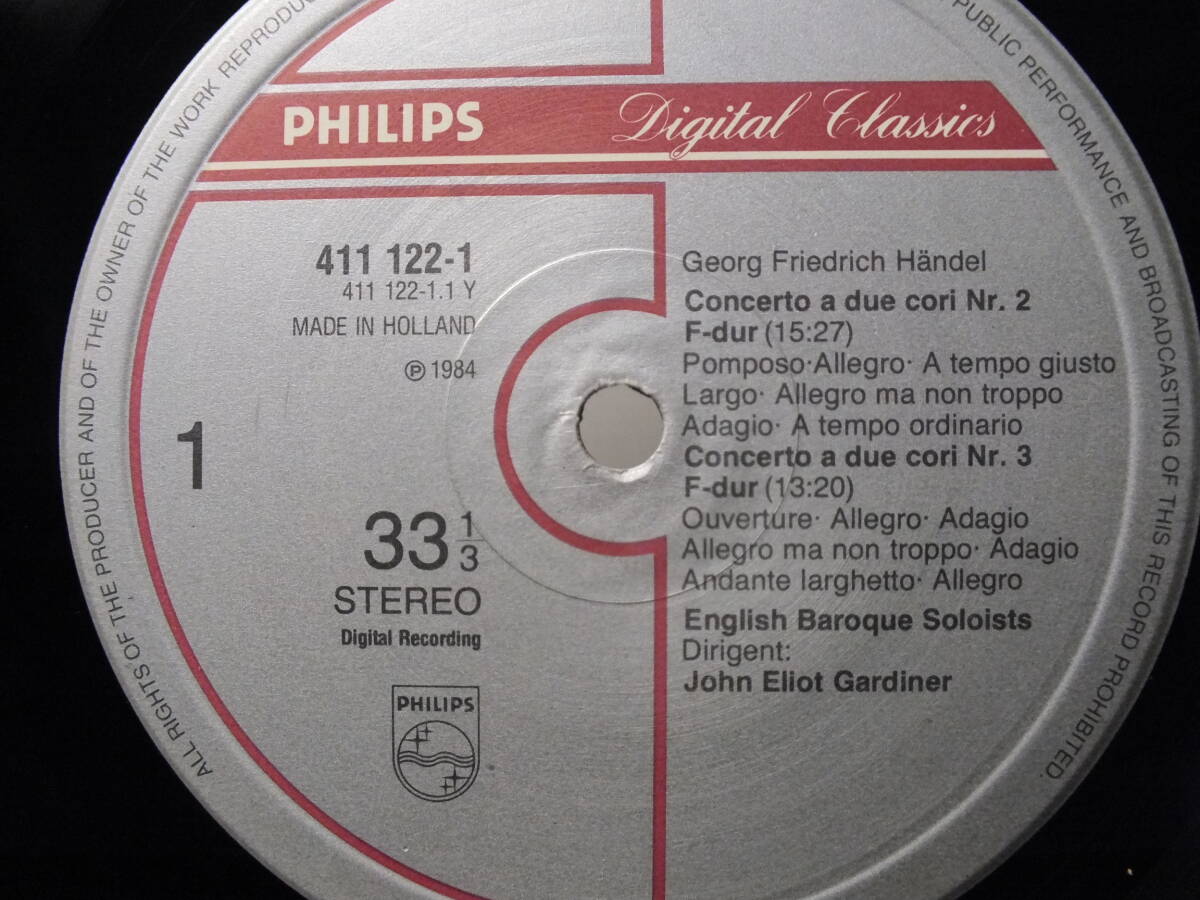 PHILIPS
Digital Classics
411 122-1
411 122-1.1 Y
MADE IN HOLLAND
℗ 1984
1
33 1/3
STEREO
Digital Recording
PHILIPS
Georg Friedrich Händel
Concerto a due cori Nr. 2
F-dur (15:27)
Pomposo·Allegro· A tempo giusto
Largo· Allegro ma non troppo
Adagio· A tempo ordinario
Concerto a due cori Nr. 3
F-dur (13:20)
Ouverture· Allegro· Adagio
Allegro ma non troppo· Adagio
Andante larghetto· Allegro
English Baroque Soloists
Dirigent:
John Eliot Gardiner
ALL RIGHTS OF THE PRODUCER AND OF THE OWNER OF THE WORK
PUBLIC PERFORMANCE AND BROADCASTING OF THIS RECORD PROHIBITED.